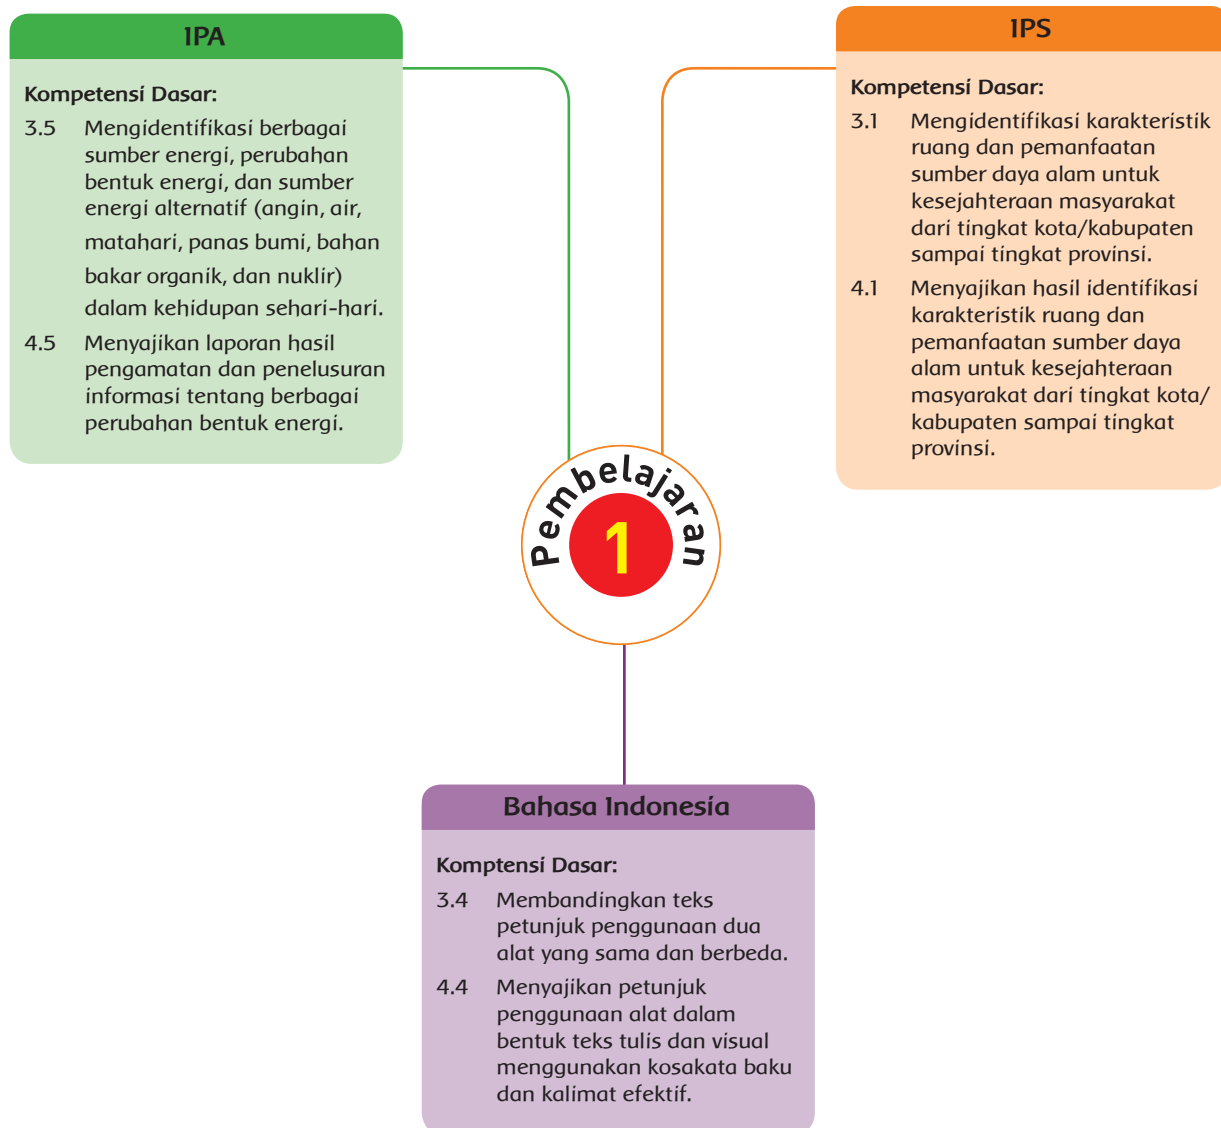 IPA
Kompetensi Dasar:
3.5 Mengidentifikasi berbagai
sumber energi, perubahan
bentuk energi, dan sumber
energi alternatif (angin, air,
matahari, panas bumi, bahan
bakar organik, dan nuklir)
dalam kehidupan sehari-hari.
4.5 Menyajikan laporan hasil
pengamatan dan penelusuran
informasi tentang berbagai
perubahan bentuk energi.
IPS
Kompetensi Dasar:
3.1 Mengidentifikasi karakteristik
ruang dan pemanfaatan
sumber daya alam untuk
kesejahteraan masyarakat
dari tingkat kota/kabupaten
sampai tingkat provinsi.
4.1 Menyajikan hasil identifikasi
karakteristik ruang dan
pemanfaatan sumber daya
alam untuk kesejahteraan
masyarakat dari tingkat kota/
kabupaten sampai tingkat
provinsi.
Pembelajaran
1
Bahasa Indonesia
Komptensi Dasar:
3.4 Membandingkan teks
petunjuk penggunaan dua
alat yang sama dan berbeda.
4.4 Menyajikan petunjuk
penggunaan alat dalam
bentuk teks tulis dan visual
menggunakan kosakata baku
dan kalimat efektif.